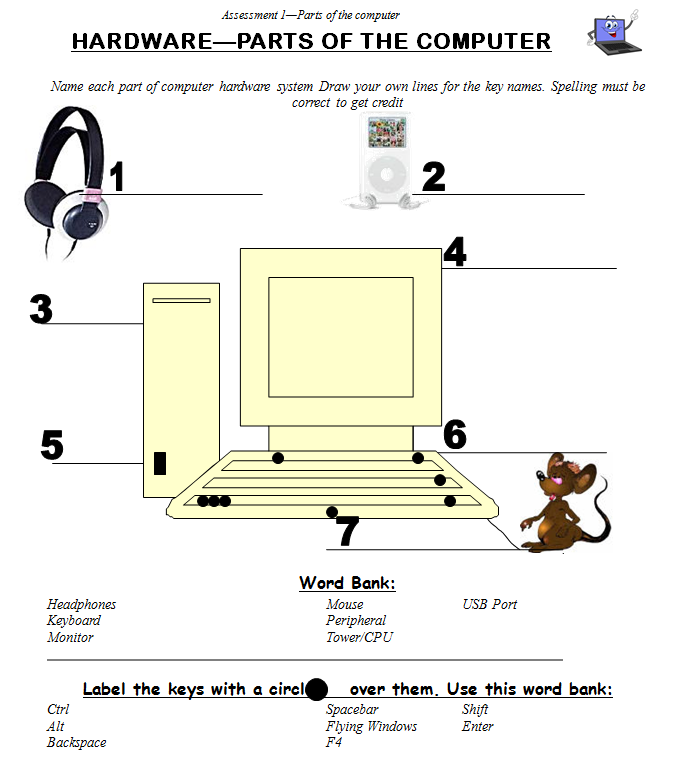 Assessment 1—Parts of the computer
HARDWARE—PARTS OF THE COMPUTER
Name each part of computer hardware system Draw your own lines for the key names. Spelling must be
correct to get credit
1
2
4
3
5
6
7
Word Bank:
Headphones Mouse USB Port
Keyboard Peripheral
Monitor Tower/CPU
Label the keys with a circl over them. Use this word bank:
Ctrl Spacebar Shift
Alt Flying Windows Enter
Backspace F4